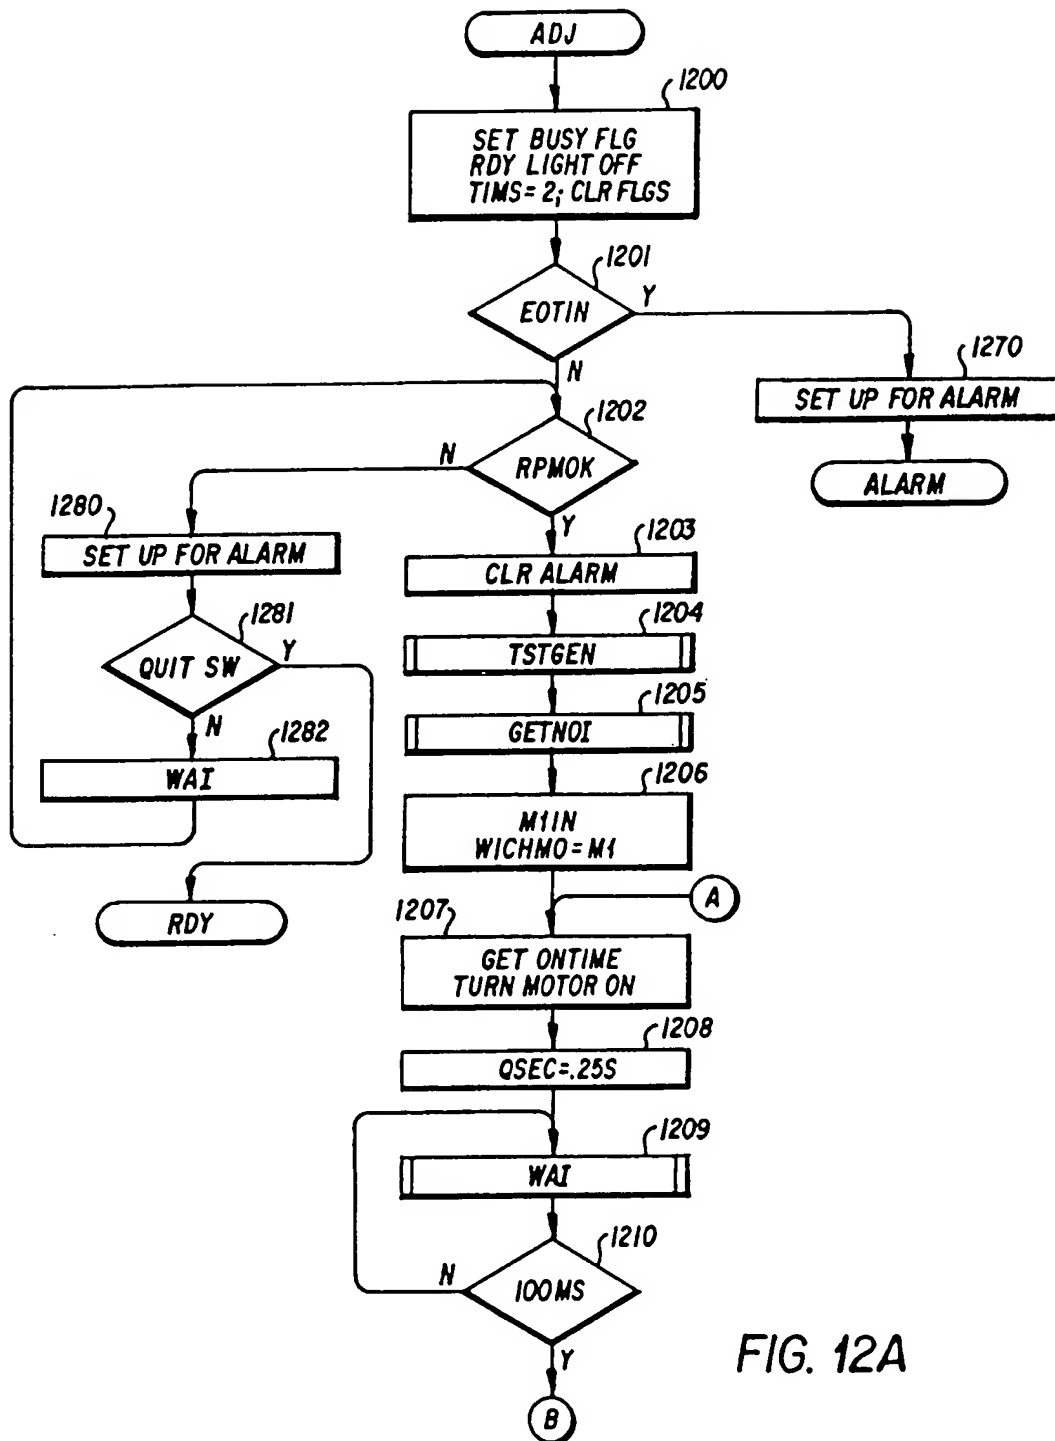 ADJ
1200
SET BUSY FLG
RDY LIGHT OFF
TIMS=2; CLR FLGS
1201
EOTIN
Y
N
1270
SET UP FOR ALARM
ALARM
1202
RPMOK
N
Y
1280
SET UP FOR ALARM
1281
QUIT SW
Y
N
1282
WAI
RDY
1203
CLR ALARM
1204
TSTGEN
1205
GETNOI
1206
M1IN
WICHMO=M1
A
1207
GET ONTIME
TURN MOTOR ON
1208
QSEC=.25S
1209
WAI
1210
100MS
N
Y
B
FIG. 12A